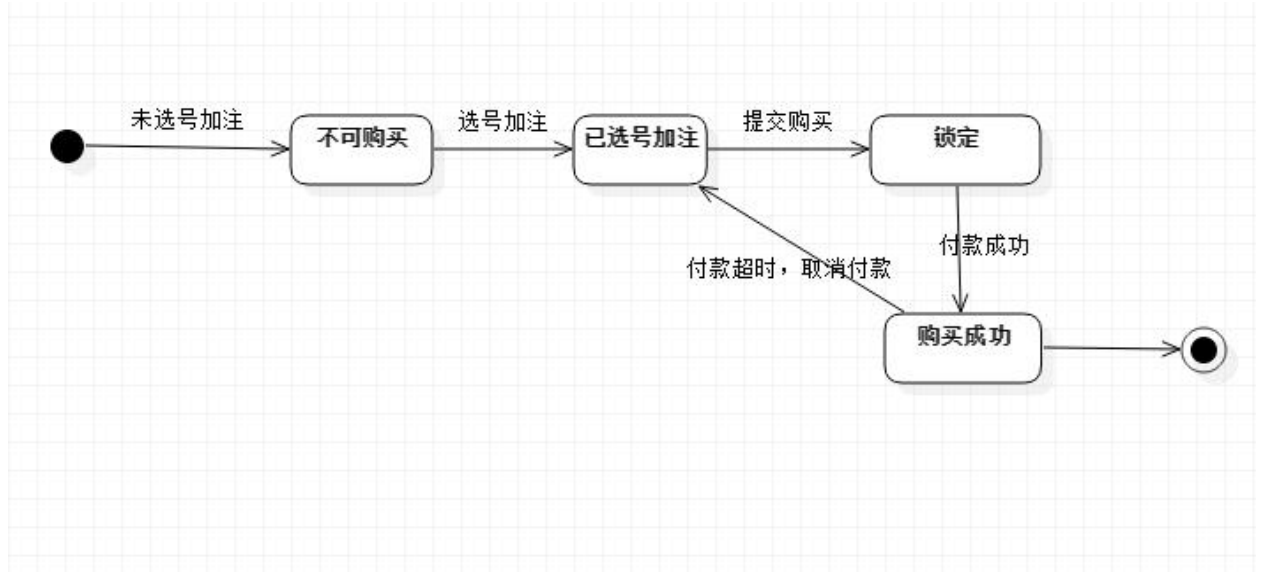 未选号加注
不可购买
选号加注
已选号加注
提交购买
锁定
付款成功
付款超时，取消付款
购买成功